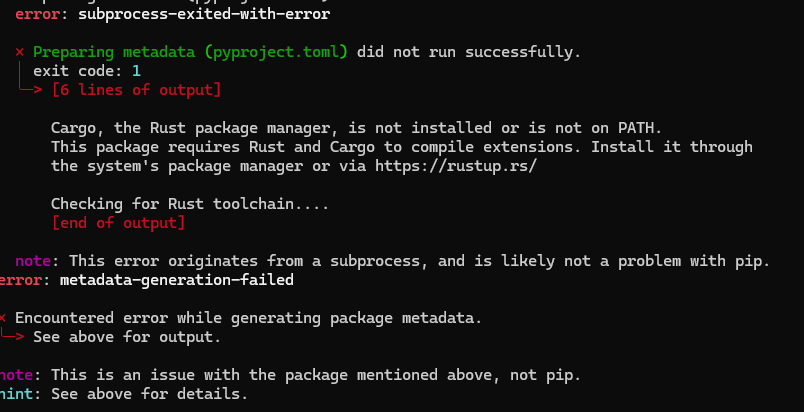 error: subprocess-exited-with-error
× Preparing metadata (pyproject.toml) did not run successfully.
│ exit code: 1
╰─> [6 lines of output]
Cargo, the Rust package manager, is not installed or is not on PATH.
This package requires Rust and Cargo to compile extensions. Install it through
the system's package manager or via https://rustup.rs/
Checking for Rust toolchain....
[end of output]
note: This error originates from a subprocess, and is likely not a problem with pip.
error: metadata-generation-failed
× Encountered error while generating package metadata.
╰─> See above for output.
note: This is an issue with the package mentioned above, not pip.
hint: See above for details.